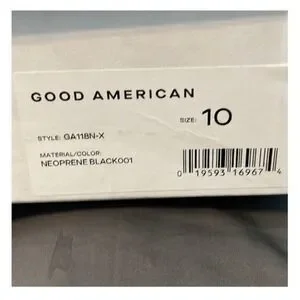 GOOD AMERICAN
SIZE: 10
STYLE: GA118N-X
MATERIAL/COLOR:
NEOPRENE BLACK001
0 19593 16967 4